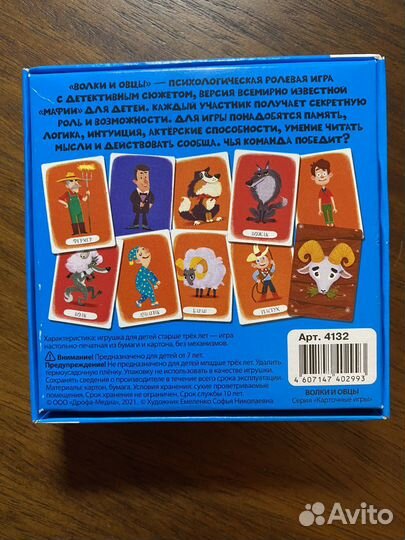 «ВОЛКИ И ОВЦЫ» — ПСИХОЛОГИЧЕСКАЯ РОЛЕВАЯ ИГРА
С ДЕТЕКТИВНЫМ СЮЖЕТОМ, ВЕРСИЯ ВСЕМИРНО ИЗВЕСТНОЙ
«МАФИИ» ДЛЯ ДЕТЕЙ. КАЖДЫЙ УЧАСТНИК ПОЛУЧАЕТ СЕКРЕТНУЮ
РОЛЬ И ВОЗМОЖНОСТИ. ДЛЯ ИГРЫ ПОНАДОБЯТСЯ ПАМЯТЬ,
ЛОГИКА, ИНТУИЦИЯ, АКТЁРСКИЕ СПОСОБНОСТИ, УМЕНИЕ ЧИТАТЬ
МЫСЛИ И ДЕЙСТВОВАТЬ СООБЩА. ЧЬЯ КОМАНДА ПОБЕДИТ?
ФЕРМЕР
ВОЖАК
ВОЛК
ЛУНАТИК
БАРАН
ПАСТУХ
Характеристика: игрушка для детей старше трёх лет — игра
настольно-печатная из бумаги и картона, без механизмов.
Внимание! Предназначено для детей от 7 лет.
Предупреждение! Не предназначено для детей младше трёх лет. Удалить
термоусадочную плёнку. Упаковку не использовать в качестве игрушки.
Сохранять сведения о производителе в течение всего срока эксплуатации.
Материалы: картон, бумага. Условия хранения: сухие проветриваемые
помещения. Срок хранения не ограничен. Срок службы 10 лет.
© ООО «Дрофа-Медиа», 2021. © Художник Емеленко Софья Николаевна
Арт. 4132
4 607147 402993
ВОЛКИ И ОВЦЫ
Серия «Карточные игры»
Avito